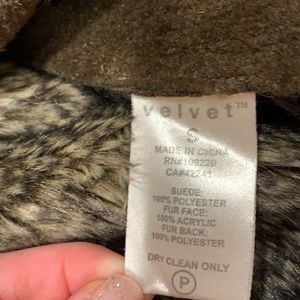 velvet™
S
MADE IN CHINA
RN#109220
CA#42241
SUEDE:
100% POLYESTER
FUR FACE:
100% ACRYLIC
FUR BACK:
100% POLYESTER
DRY CLEAN ONLY
P